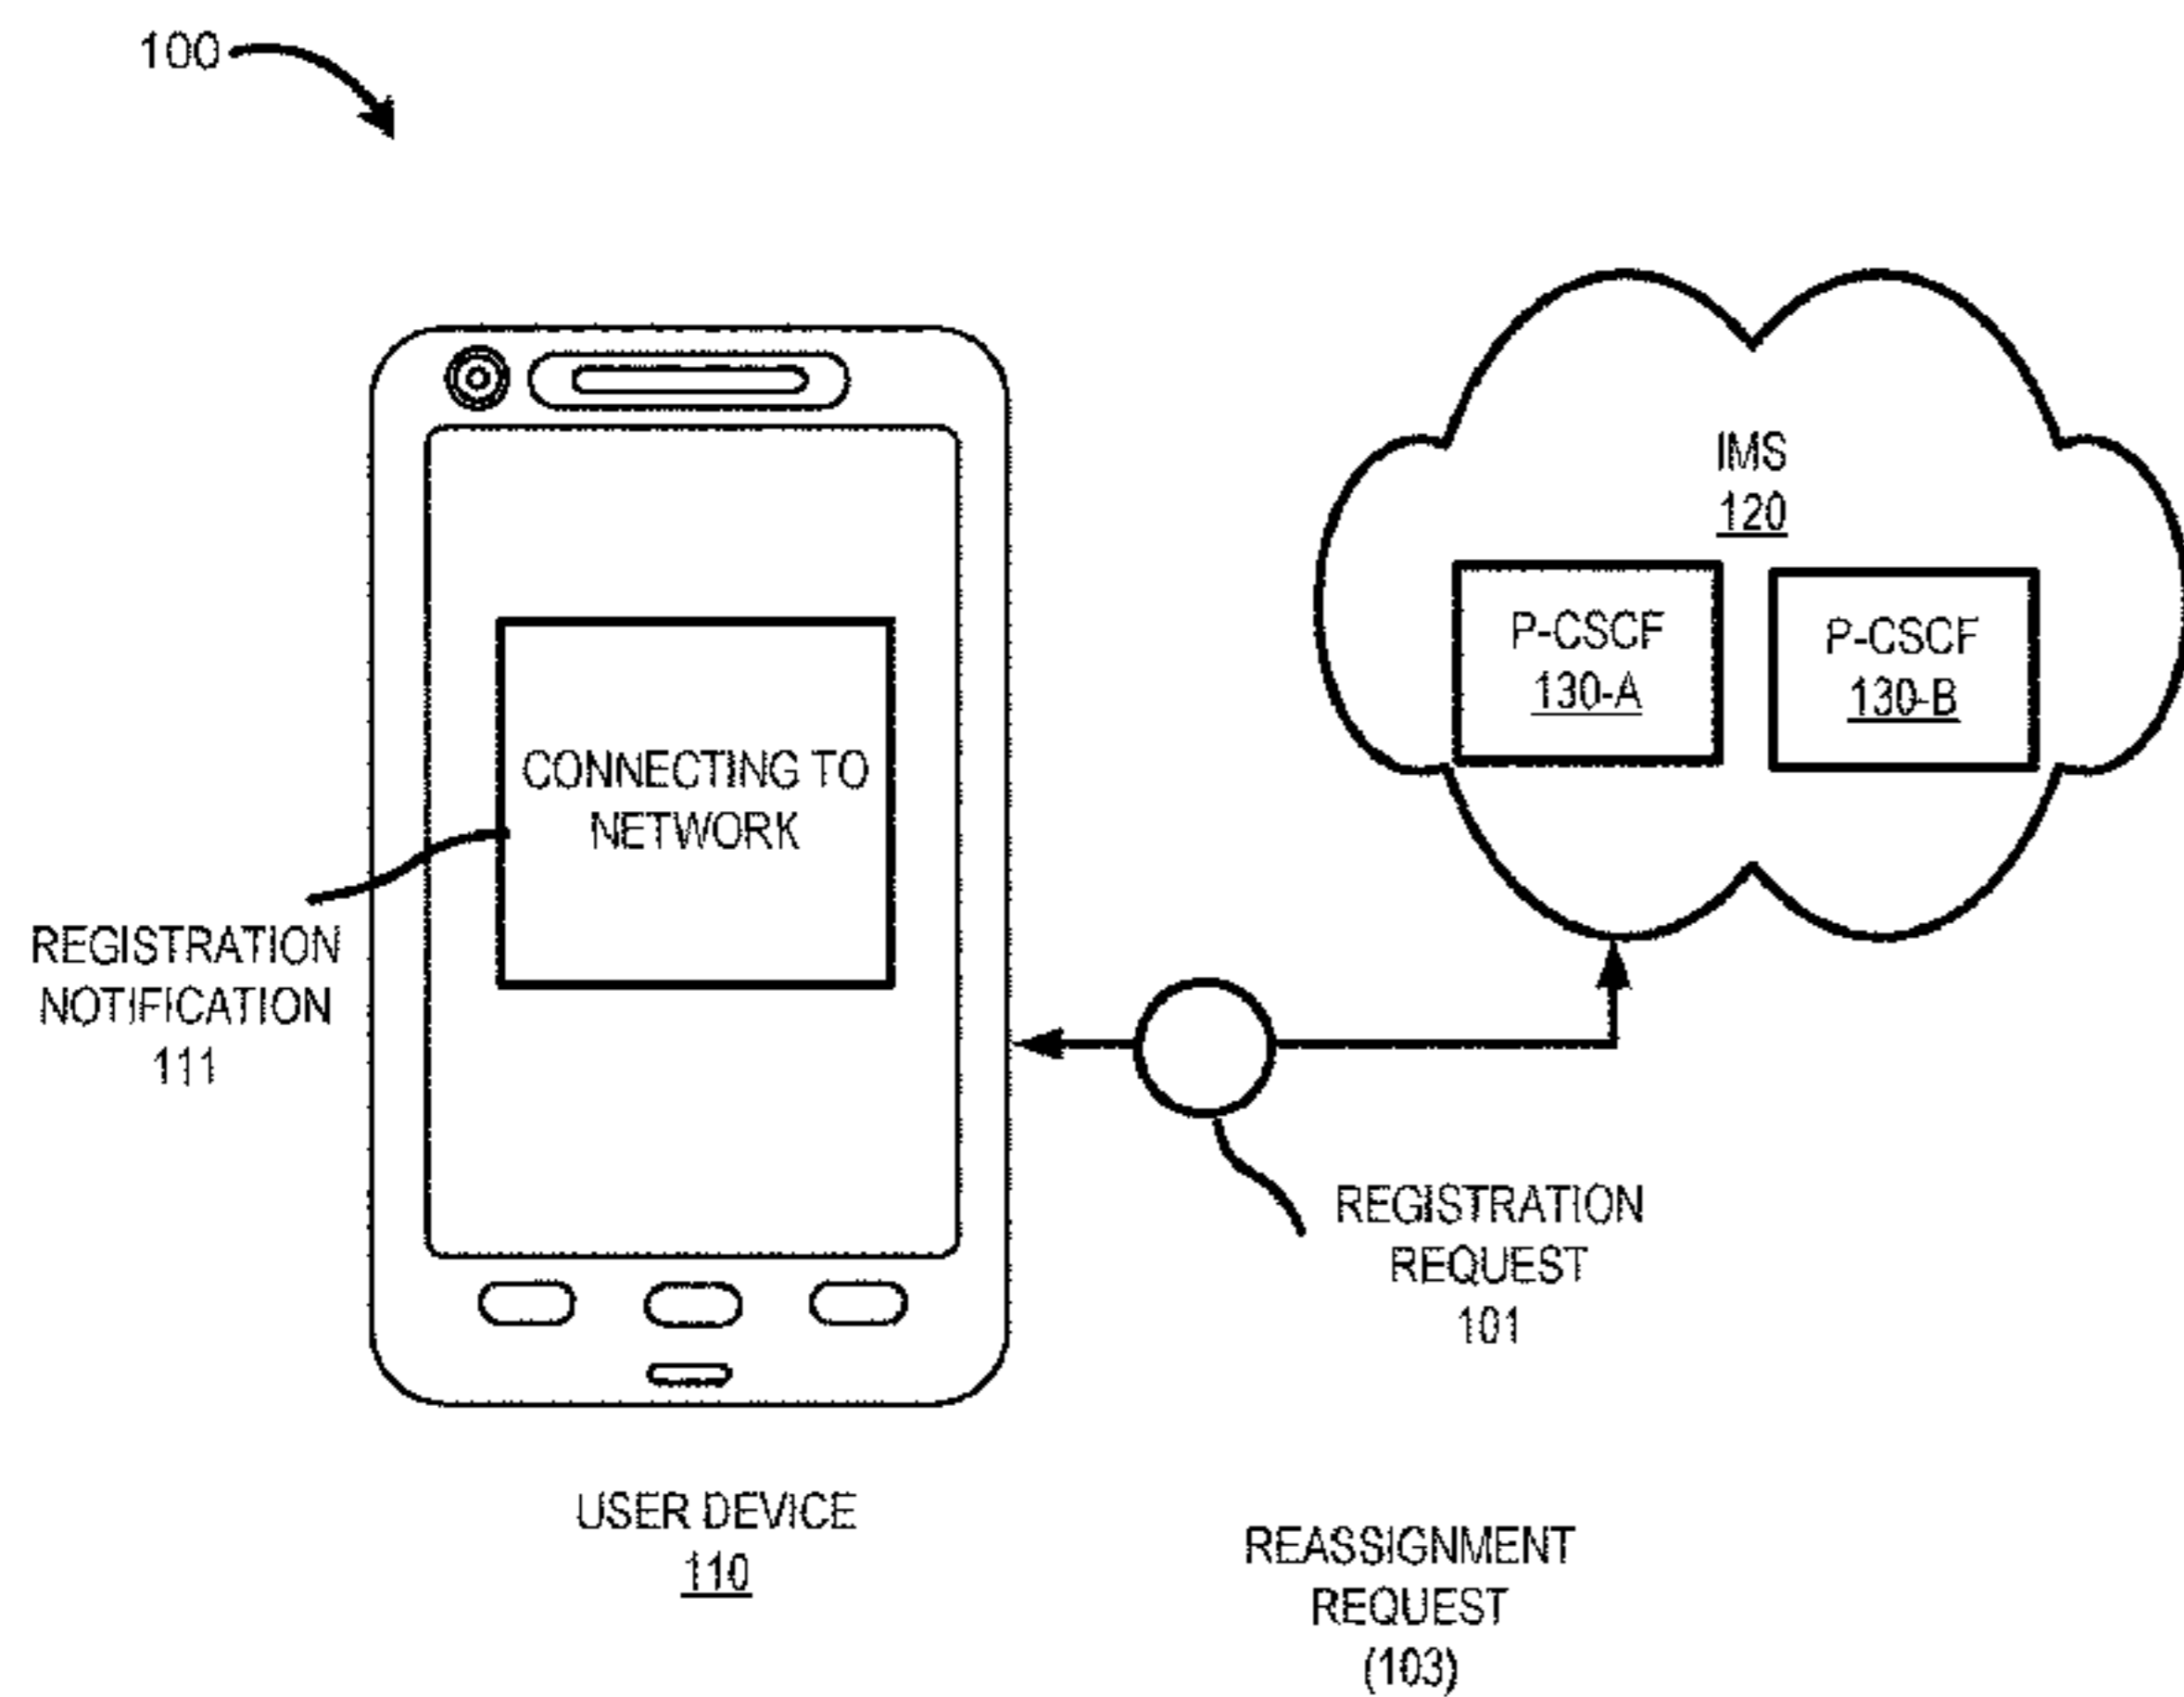 100
IMS
120
P-CSCF
130-A
P-CSCF
130-B
CONNECTING TO
NETWORK
REGISTRATION
NOTIFICATION
111
REGISTRATION
REQUEST
101
USER DEVICE
110
REASSIGNMENT
REQUEST
(103)